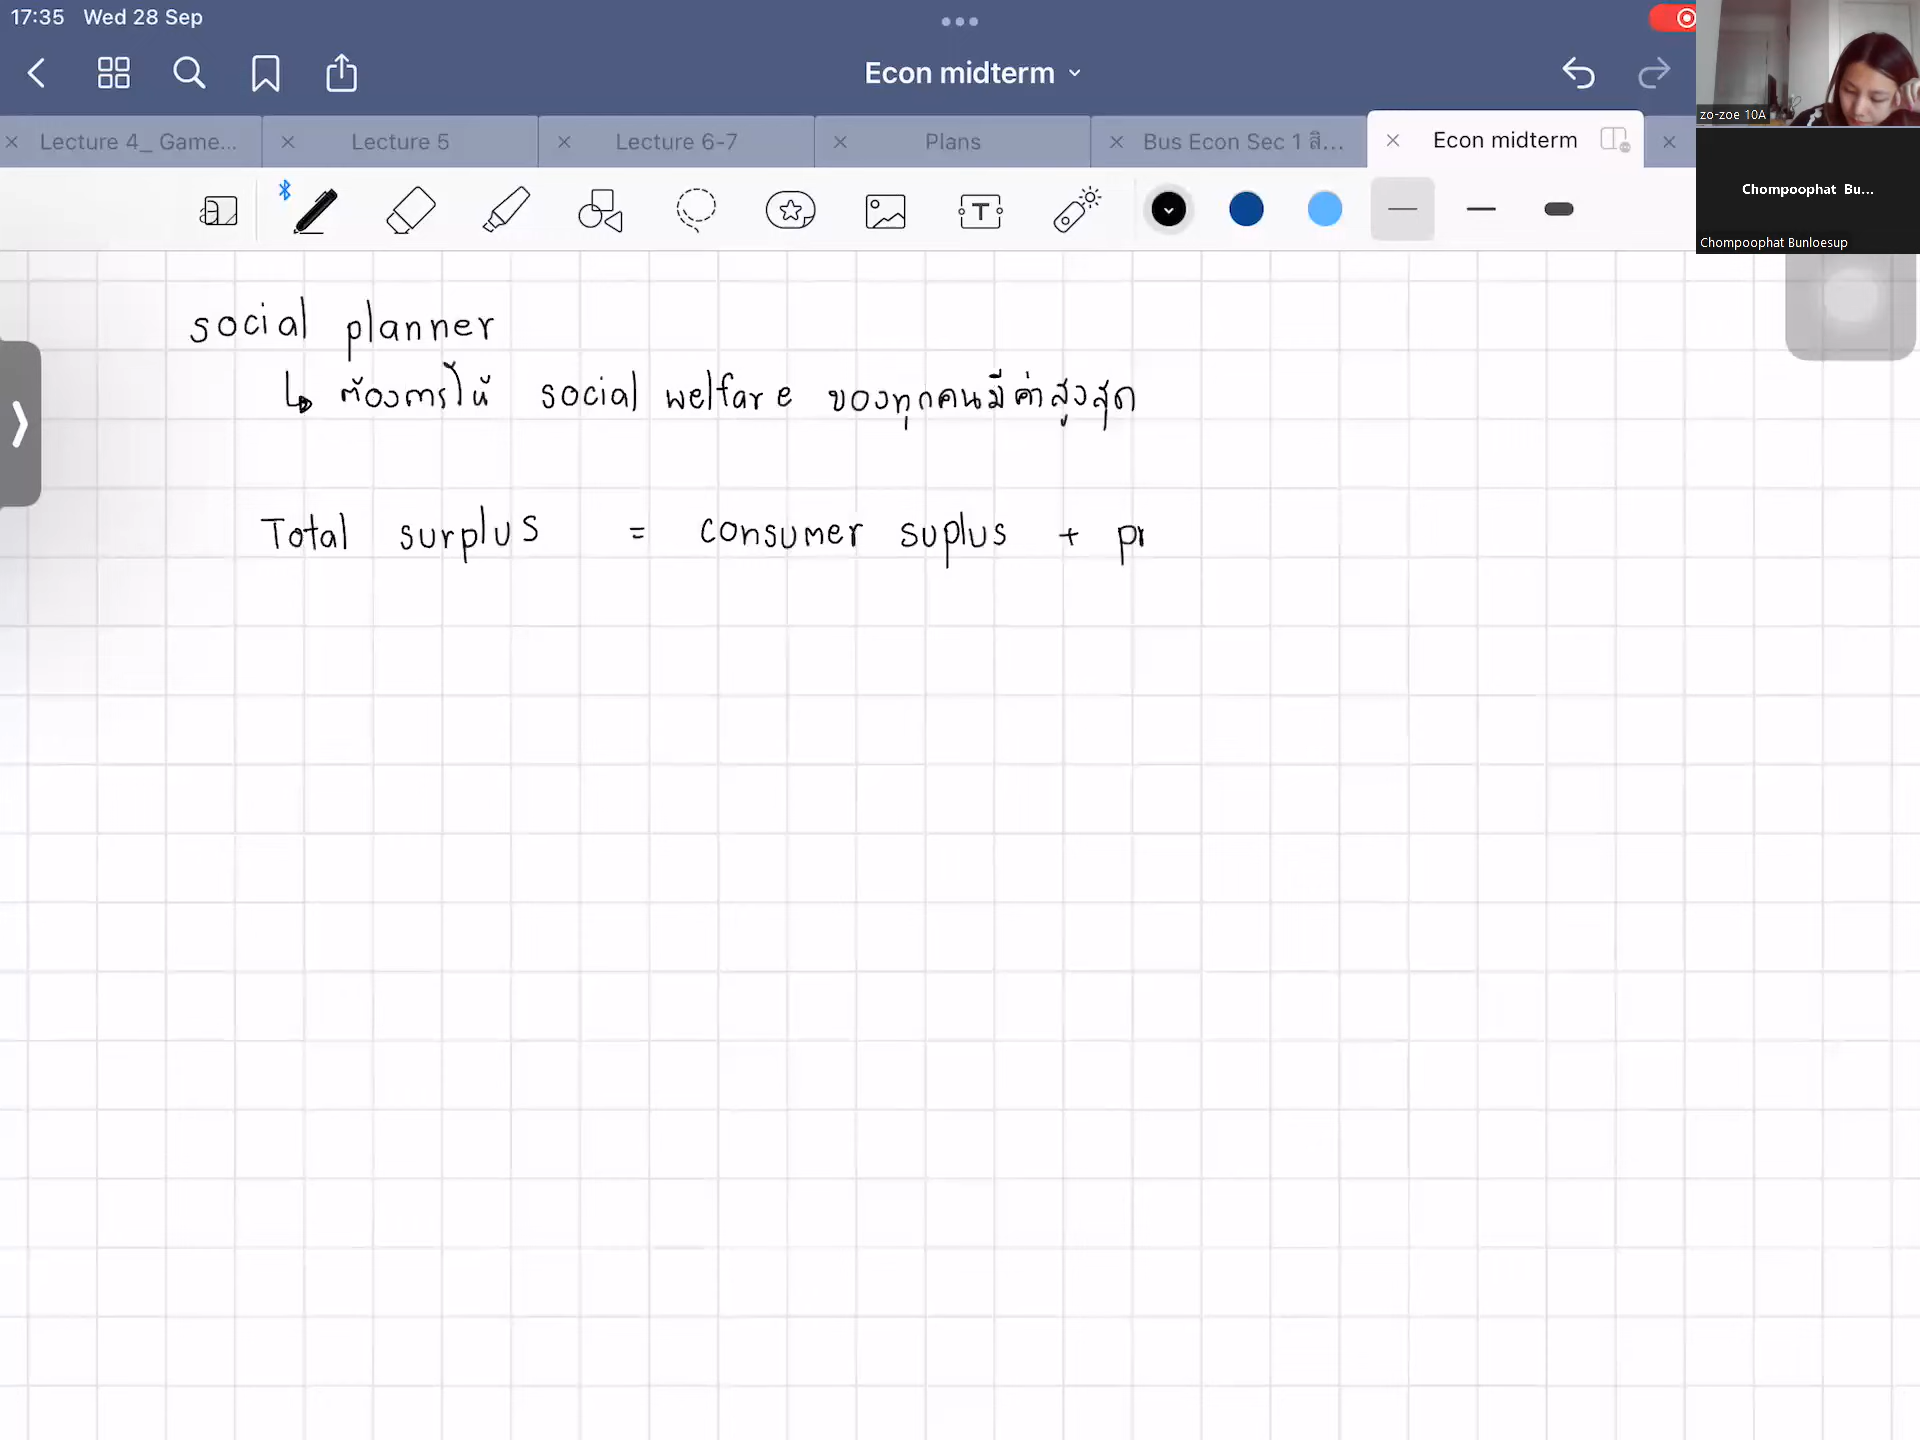 17:35 Wed 28 Sep
Econ midterm
Lecture 4_ Game...
Lecture 5
Lecture 6-7
Plans
Bus Econ Sec 1 สิ...
Econ midterm
zo-zoe 10A
Chompoophat Bu...
Chompoophat Bunloesup
social planner
↳ ต้องการให้ social welfare ของทุกคนมีค่าสูงสุด
Total surplus = consumer suplus + pr